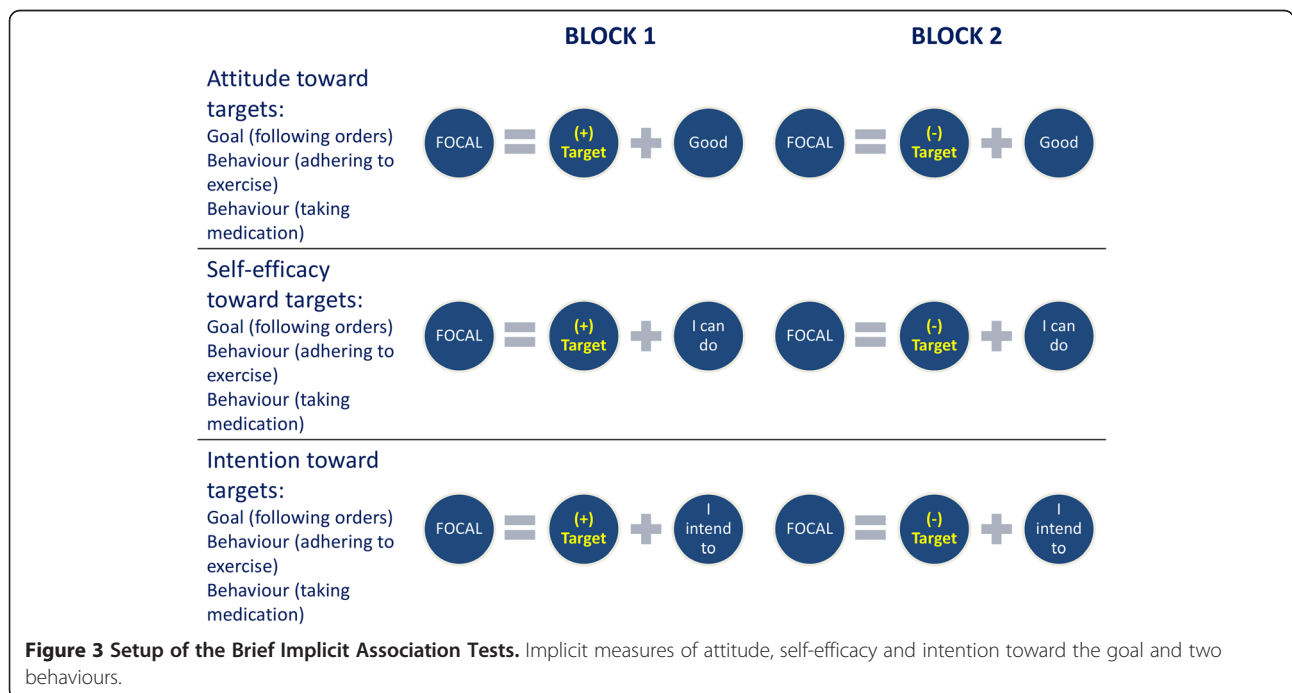 BLOCK 1
BLOCK 2
Attitude toward
targets:
Goal (following orders)
Behaviour (adhering to
exercise)
Behaviour (taking
medication)
FOCAL
=
(+)
Target
+
Good
FOCAL
=
(-)
Target
+
Good
Self-efficacy
toward targets:
Goal (following orders)
Behaviour (adhering to
exercise)
Behaviour (taking
medication)
FOCAL
=
(+)
Target
+
I can
do
FOCAL
=
(-)
Target
+
I can
do
Intention toward
targets:
Goal (following orders)
Behaviour (adhering to
exercise)
Behaviour (taking
medication)
FOCAL
=
(+)
Target
+
I
intend
to
FOCAL
=
(-)
Target
+
I
intend
to
Figure 3 Setup of the Brief Implicit Association Tests. Implicit measures of attitude, self-efficacy and intention toward the goal and two
behaviours.